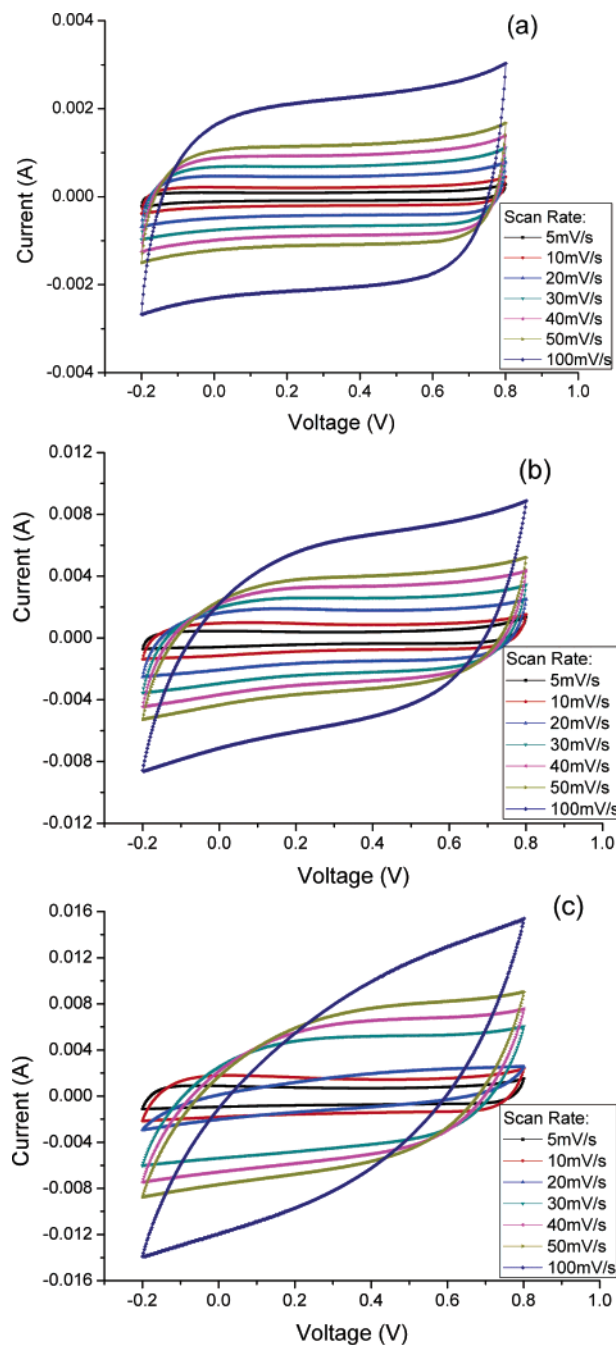 (a)
0.004
0.002
0.000
-0.002
-0.004
Current (A)
Scan Rate:
5mV/s
10mV/s
20mV/s
30mV/s
40mV/s
50mV/s
100mV/s
-0.2 0.0 0.2 0.4 0.6 0.8 1.0
Voltage (V)
(b)
0.012
0.008
0.004
0.000
-0.004
-0.008
-0.012
Current (A)
Scan Rate:
5mV/s
10mV/s
20mV/s
30mV/s
40mV/s
50mV/s
100mV/s
-0.2 0.0 0.2 0.4 0.6 0.8 1.0
Voltage (V)
(c)
0.016
0.012
0.008
0.004
0.000
-0.004
-0.008
-0.012
-0.016
Current (A)
Scan Rate:
5mV/s
10mV/s
20mV/s
30mV/s
40mV/s
50mV/s
100mV/s
-0.2 0.0 0.2 0.4 0.6 0.8 1.0
Voltage (V)